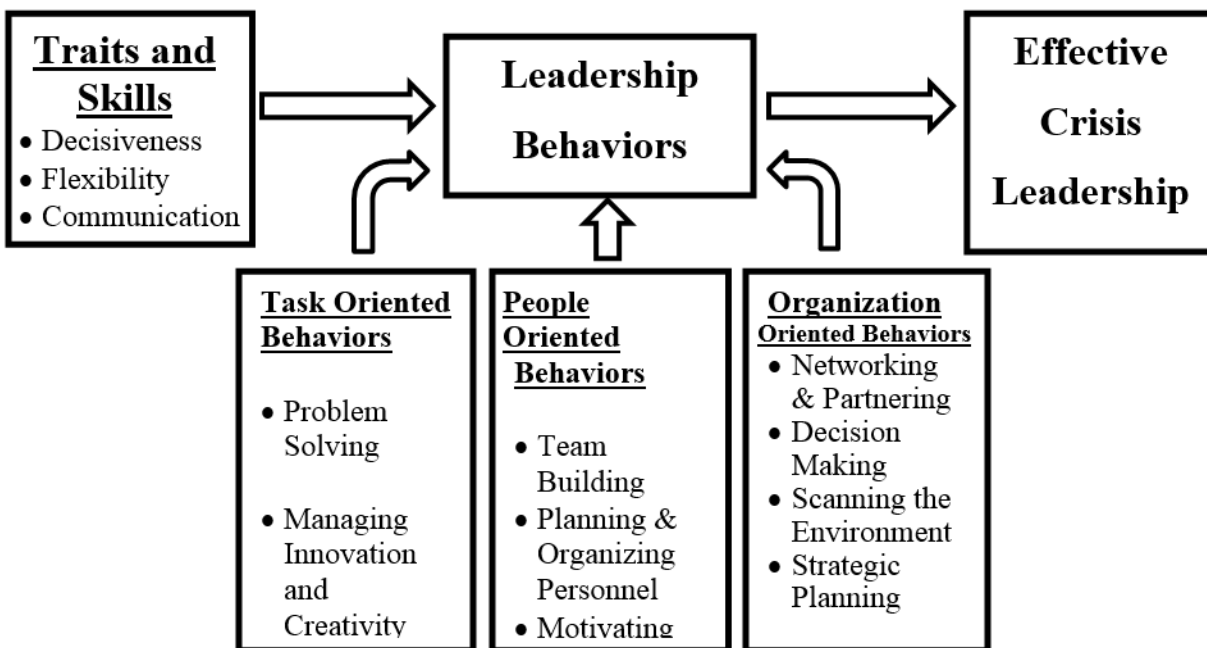 Traits and
Skills
• Decisiveness
• Flexibility
• Communication
Leadership
Behaviors
Effective
Crisis
Leadership
Task Oriented
Behaviors
• Problem
Solving
• Managing
Innovation
and
Creativity
People
Oriented
Behaviors
• Team
Building
• Planning &
Organizing
Personnel
• Motivating
Organization
Oriented Behaviors
• Networking
& Partnering
• Decision
Making
• Scanning the
Environment
• Strategic
Planning